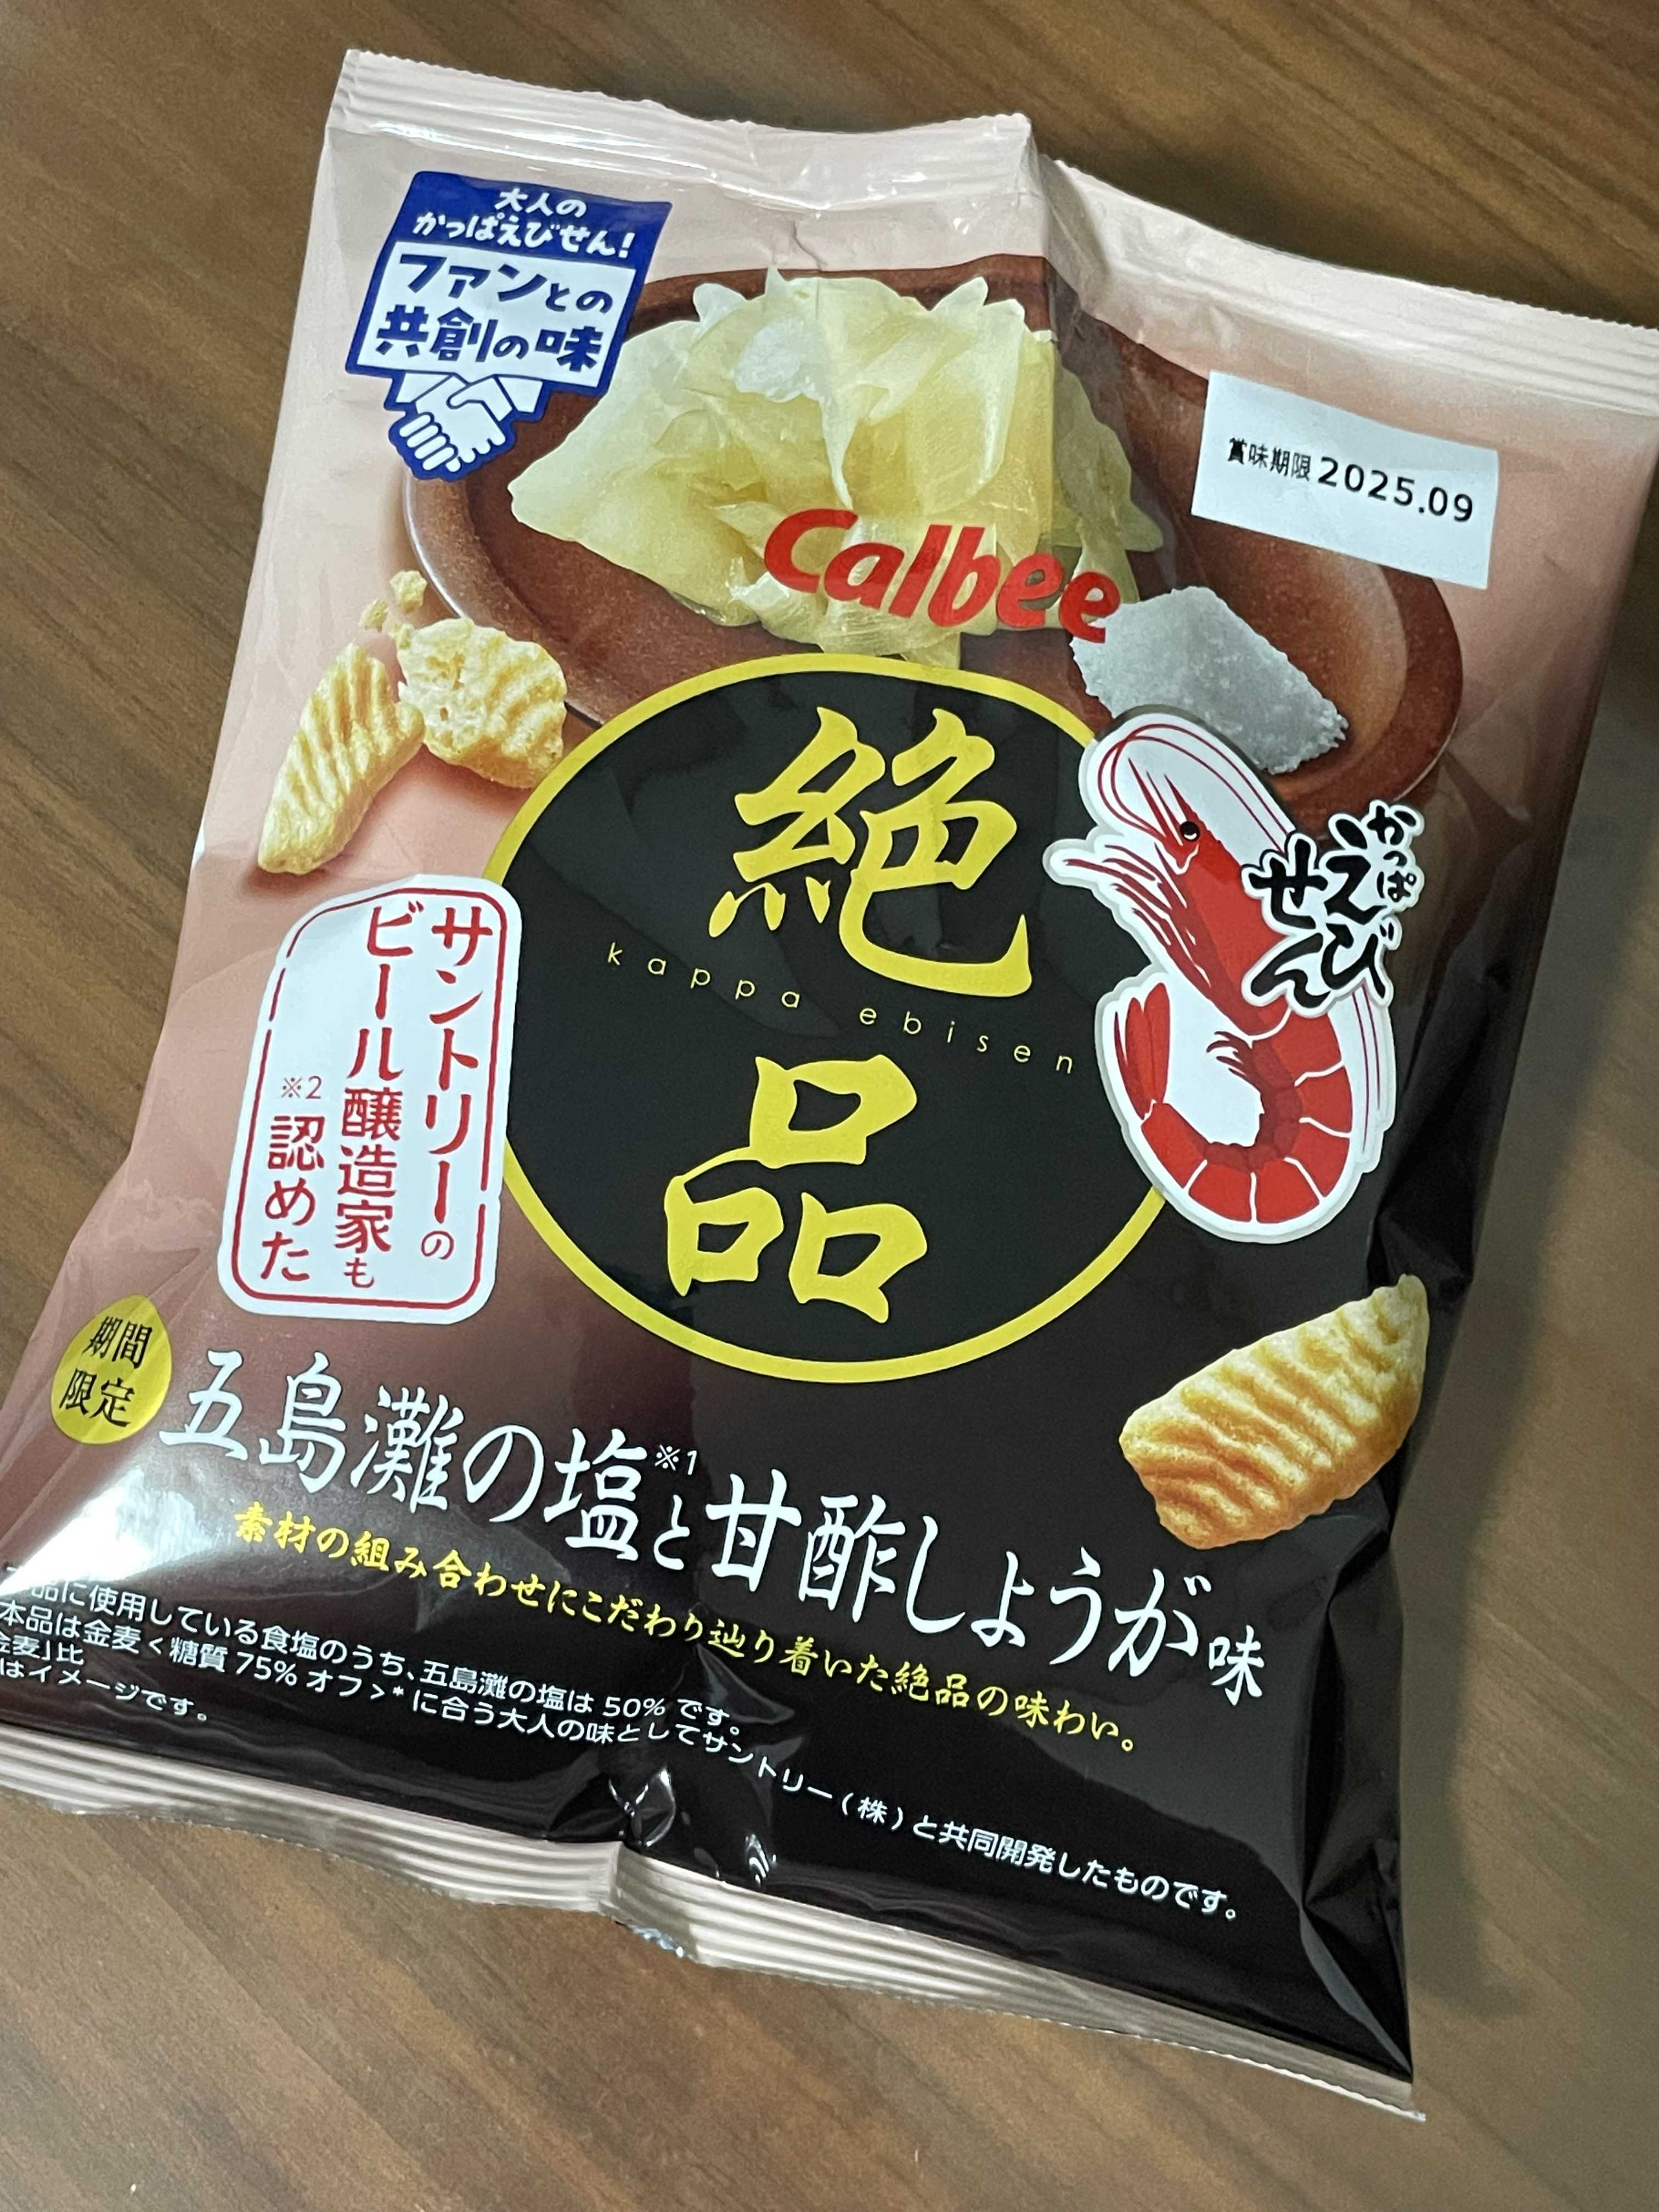 大人の
かっぱえびせん!
ファンとの
共創の味
賞味期限 2025.09
Calbee
絶品
kappa ebisen
かっぱ
えび
せん
サントリーの
ビール醸造家も
認めた※2
期間
限定
五島灘の塩※1と甘酢しょうが味
素材の組み合わせにこだわり辿り着いた絶品の味わい。
品に使用している食塩のうち、五島灘の塩は 50% です。
本品は金麦<糖質 75% オフ>*に合う大人の味としてサントリー(株)と共同開発したものです。
金麦」比
はイメージです。